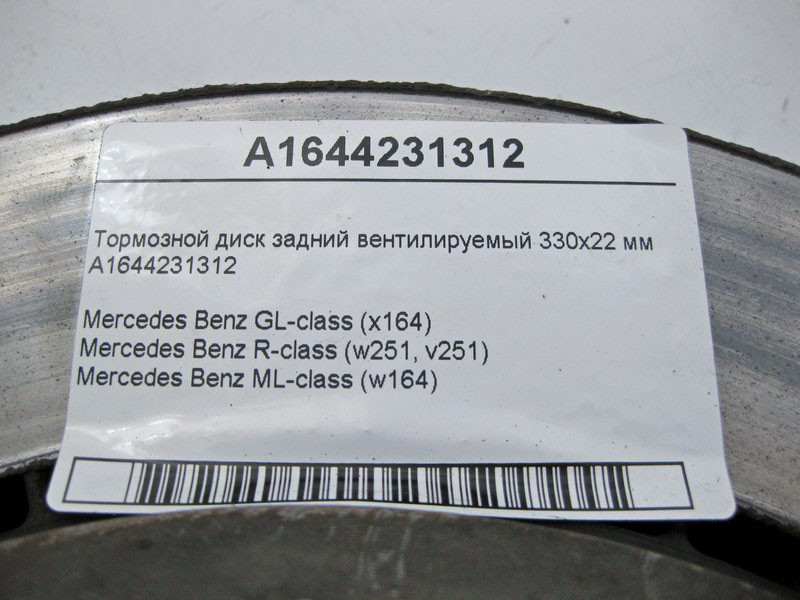 A1644231312
Тормозной диск задний вентилируемый 330x22 мм
A1644231312
Mercedes Benz GL-class (x164)
Mercedes Benz R-class (w251, v251)
Mercedes Benz ML-class (w164)